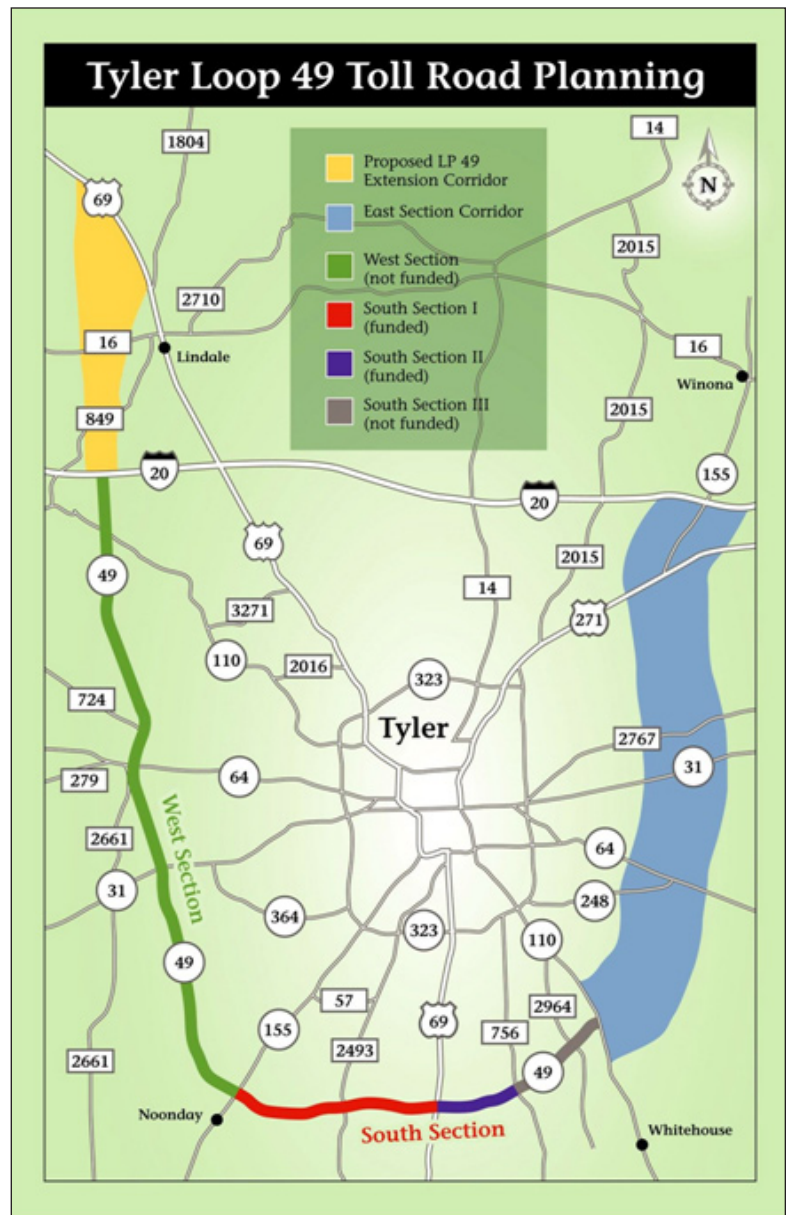 Tyler Loop 49 Toll Road Planning
1804
14
Proposed LP 49
Extension Corridor
69
N
East Section Corridor
2015
West Section
(not funded)
2710
South Section I
(funded)
16
16
Lindale
South Section II
(funded)
Winona
849
2015
South Section III
(not funded)
20
155
20
69
2015
49
14
3271
271
110
2016
323
724
Tyler
2767
31
279
64
2661
West Section
64
31
248
364
323
110
49
57
2964
155
69
756
2493
2661
49
Noonday
South Section
Whitehouse